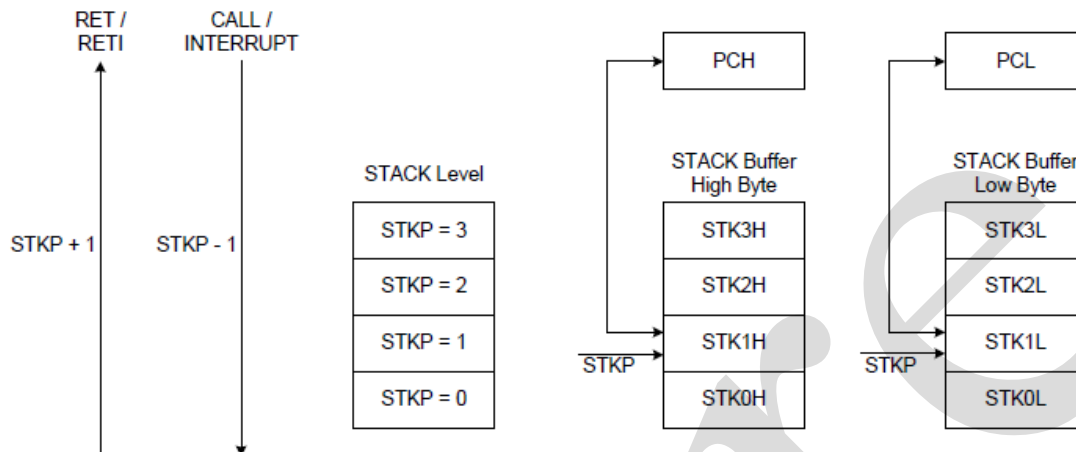 RET /
RETI
CALL /
INTERRUPT
PCH
PCL
STACK Level
STACK Buffer
High Byte
STACK Buffer
Low Byte
STKP + 1
STKP - 1
STKP = 3
STKP = 2
STKP = 1
STKP = 0
STK3H
STK2H
STK1H
STK0H
STKP
STK3L
STK2L
STK1L
STK0L
STKP